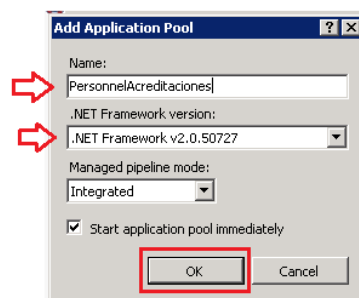 Add Application Pool
Name:
PersonnelAcreditaciones
.NET Framework version:
.NET Framework v2.0.50727
Managed pipeline mode:
Integrated
Start application pool immediately
OK
Cancel